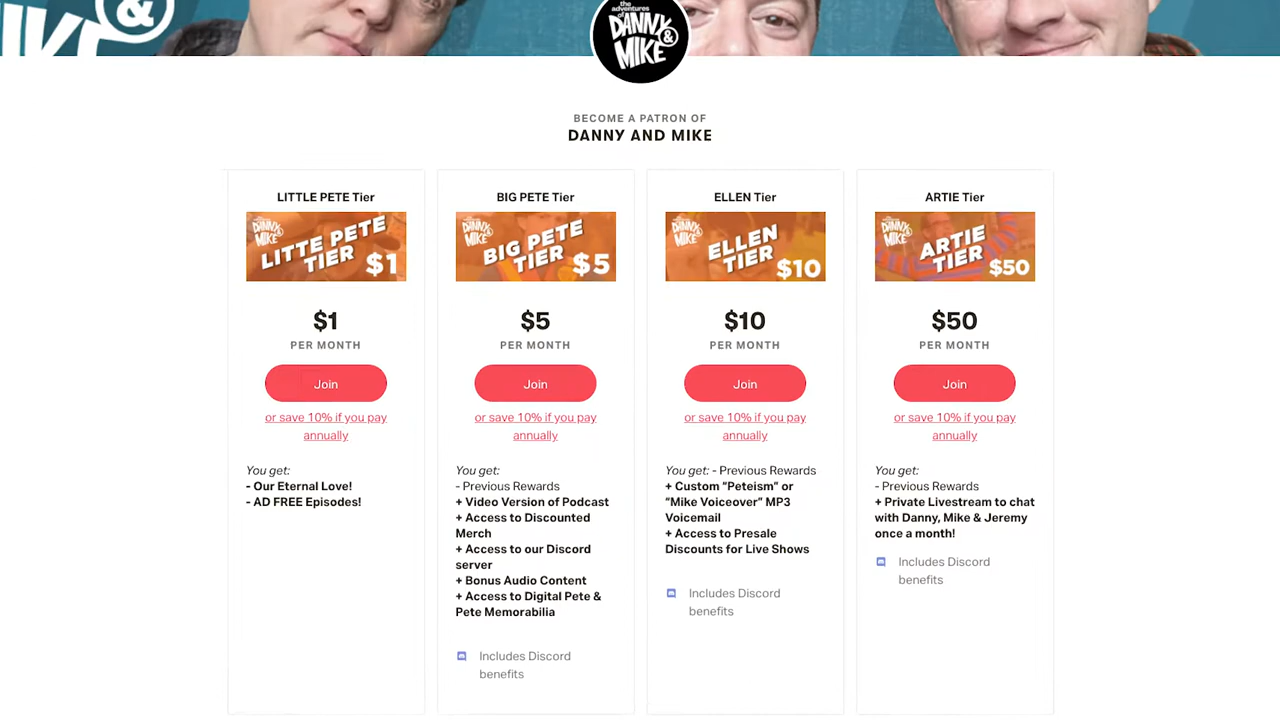 &
IKE
the adventures
of
DANNY &
MIKE
BECOME A PATRON OF
DANNY AND MIKE
LITTLE PETE Tier
DANNY &
MIKE
LITTE PETE
TIER $1
$1
PER MONTH
Join
or save 10% if you pay
annually
You get:
- Our Eternal Love!
- AD FREE Episodes!
BIG PETE Tier
DANNY &
MIKE
BIG PETE
TIER $5
$5
PER MONTH
Join
or save 10% if you pay
annually
You get:
- Previous Rewards
+ Video Version of Podcast
+ Access to Discounted
Merch
+ Access to our Discord
server
+ Bonus Audio Content
+ Access to Digital Pete &
Pete Memorabilia
Includes Discord
benefits
ELLEN Tier
DANNY &
MIKE
ELLEN
TIER $10
$10
PER MONTH
Join
or save 10% if you pay
annually
You get: - Previous Rewards
+ Custom "Peteism" or
“Mike Voiceover” MP3
Voicemail
+ Access to Presale
Discounts for Live Shows
Includes Discord
benefits
ARTIE Tier
DANNY &
MIKE
ARTIE
TIER $50
$50
PER MONTH
Join
or save 10% if you pay
annually
You get:
- Previous Rewards
+ Private Livestream to chat
with Danny, Mike & Jeremy
once a month!
Includes Discord
benefits